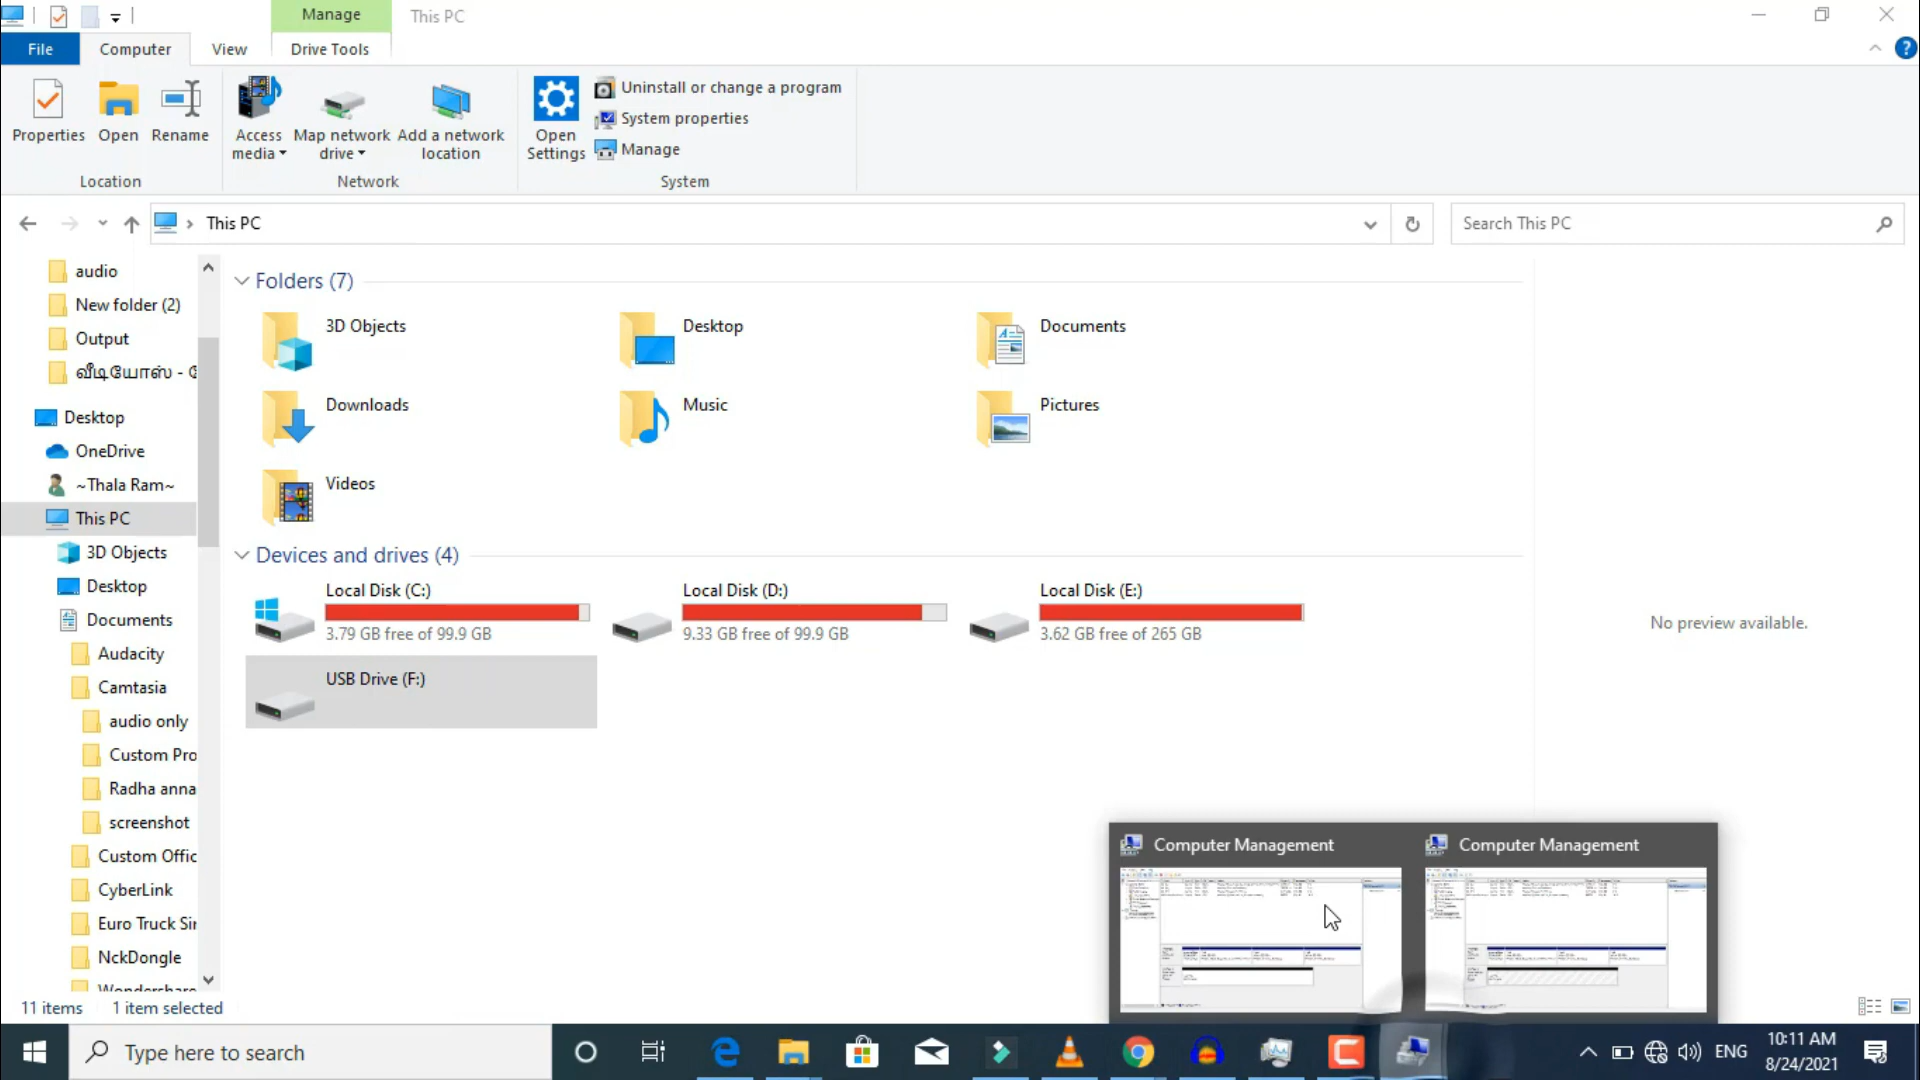 Manage
This PC
File
Computer
View
Drive Tools
Properties
Open
Rename
Access media
Map network drive
Add a network location
Open Settings
Uninstall or change a program
System properties
Manage
Location
Network
System
This PC
Search This PC
audio
New folder (2)
Output
வீடியோஸ் -
Desktop
OneDrive
~Thala Ram~
This PC
3D Objects
Desktop
Documents
Audacity
Camtasia
audio only
Custom Pro
Radha anna
screenshot
Custom Offic
CyberLink
Euro Truck Sir
NckDongle
Wondershare
Folders (7)
3D Objects
Desktop
Documents
Downloads
Music
Pictures
Videos
Devices and drives (4)
Local Disk (C:)
3.79 GB free of 99.9 GB
Local Disk (D:)
9.33 GB free of 99.9 GB
Local Disk (E:)
3.62 GB free of 265 GB
USB Drive (F:)
No preview available.
Computer Management
Computer Management
11 items
1 item selected
Type here to search
ENG
10:11 AM
8/24/2021